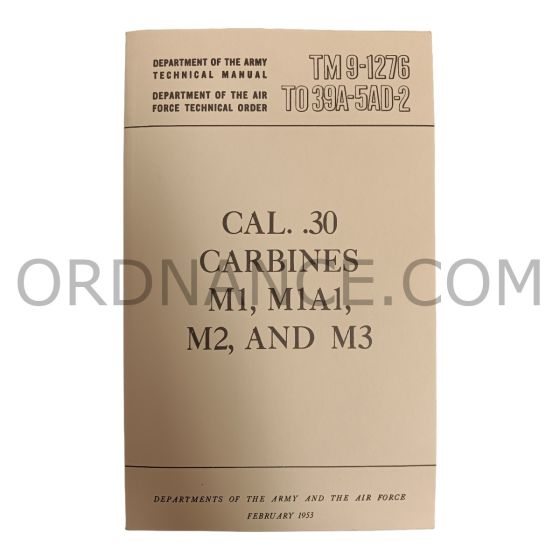 DEPARTMENT OF THE ARMY
TECHNICAL MANUAL
DEPARTMENT OF THE AIR
FORCE TECHNICAL ORDER
TM 9-1276
TO 39A-5AD-2
CAL. .30
CARBINES
M1, M1A1,
M2, AND M3
ORDNANCE.COM
DEPARTMENTS OF THE ARMY AND THE AIR FORCE
FEBRUARY 1953